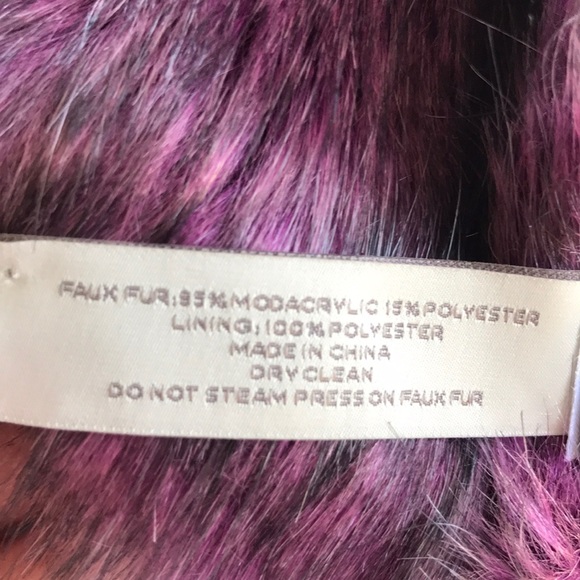 FAUX FUR:85% MODACRYLIC 15% POLYESTER
LINING: 100% POLYESTER
MADE IN CHINA
DRY CLEAN
DO NOT STEAM PRESS ON FAUX FUR